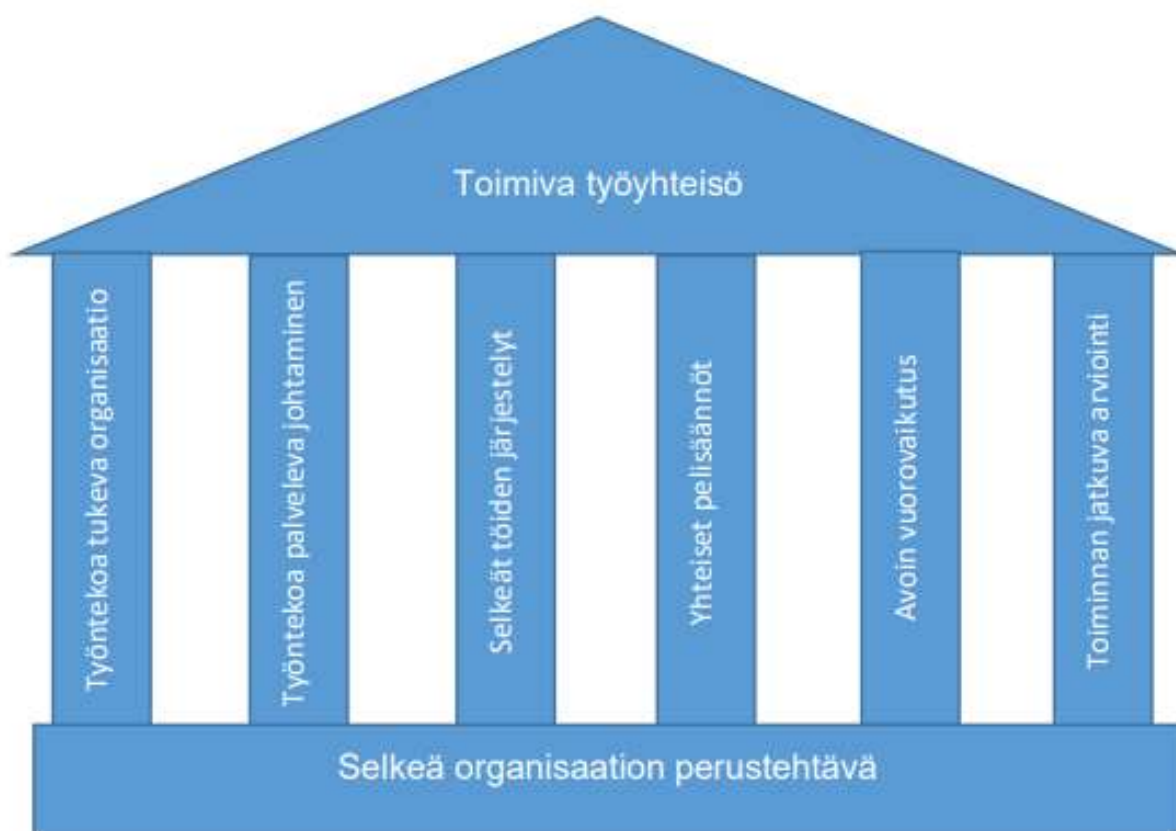 Toimiva työyhteisö
Työntekoa tukeva organisaatio
Työntekoa palveleva johtaminen
Selkeät töiden järjestelyt
Yhteiset pelisäännöt
Avoin vuorovaikutus
Toiminnan jatkuva arviointi
Selkeä organisaation perustehtävä